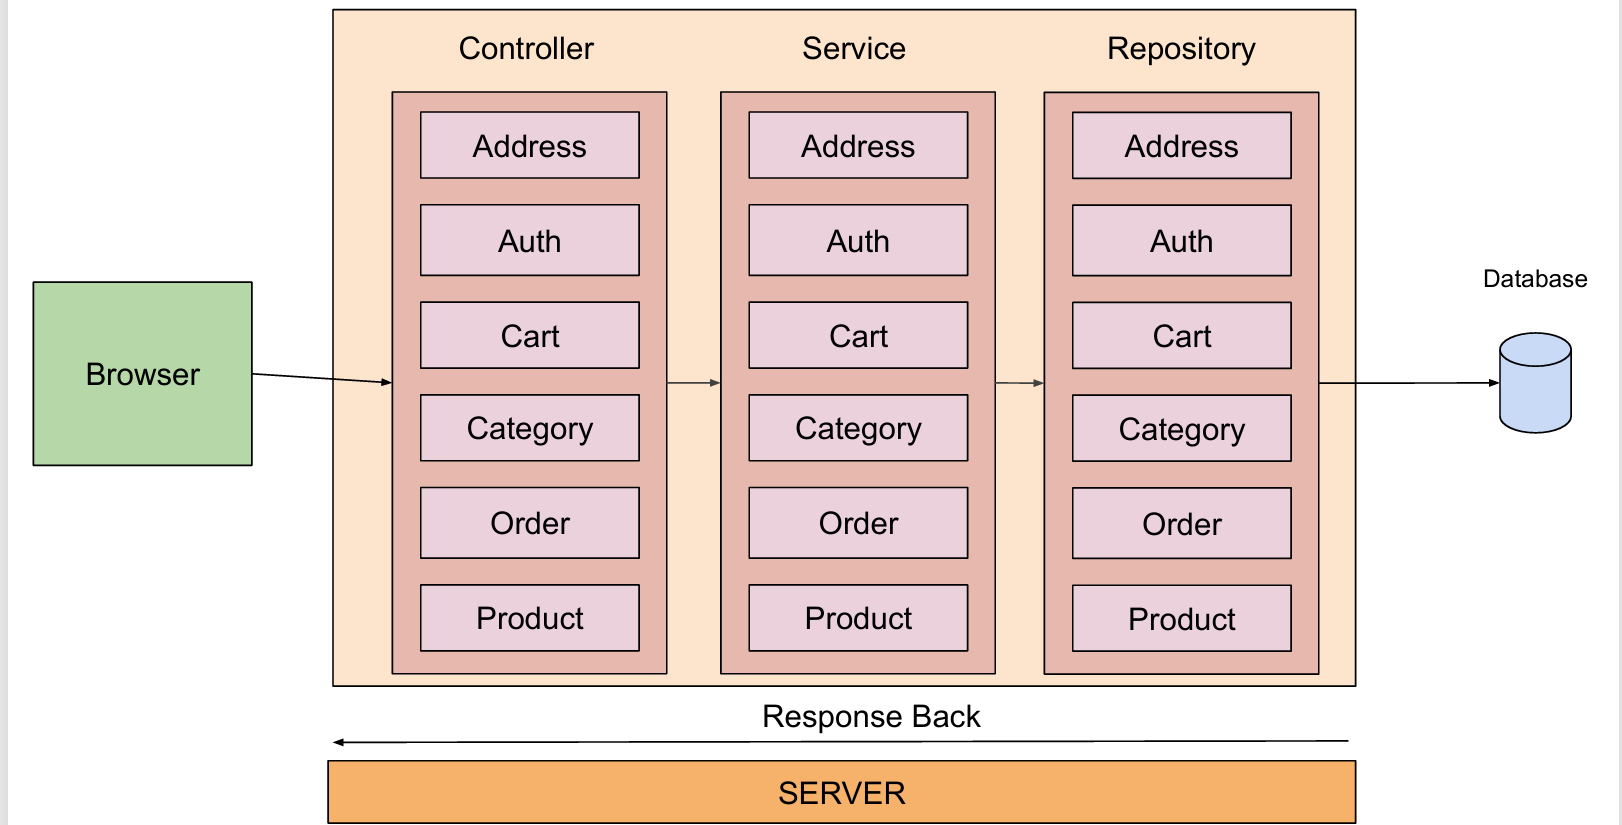 Controller
Service
Repository
Address
Address
Address
Auth
Auth
Auth
Database
Cart
Cart
Cart
Browser
Category
Category
Category
Order
Order
Order
Product
Product
Product
Response Back
SERVER